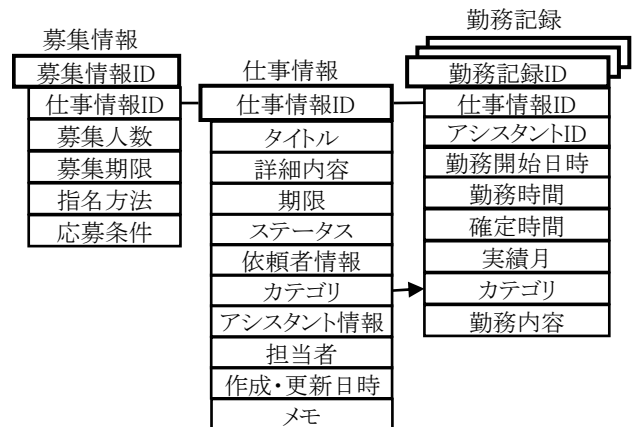 募集情報
募集情報ID
仕事情報ID
募集人数
募集期限
指名方法
応募条件
仕事情報
仕事情報ID
タイトル
詳細内容
期限
ステータス
依頼者情報
カテゴリ
アシスタント情報
担当者
作成・更新日時
メモ
勤務記録
勤務記録ID
仕事情報ID
アシスタントID
勤務開始日時
勤務時間
確定時間
実績月
カテゴリ
勤務内容